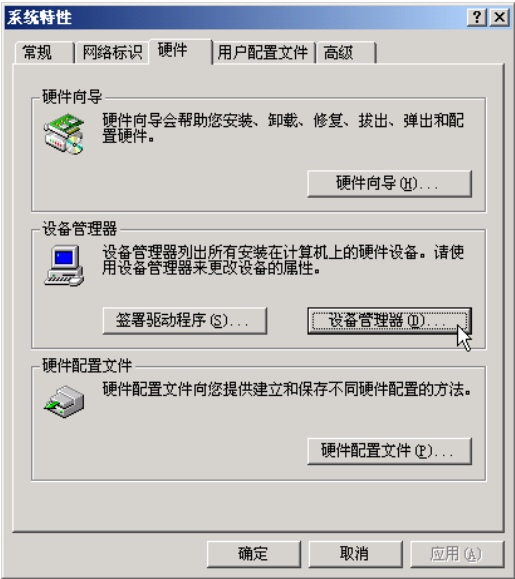 系统特性
常规 网络标识 硬件 用户配置文件 高级
硬件向导
硬件向导会帮助您安装、卸载、修复、拔出、弹出和配
置硬件。
硬件向导(H)...
设备管理器
设备管理器列出所有安装在计算机上的硬件设备。请使
用设备管理器来更改设备的属性。
签署驱动程序(S)... 设备管理器(D)...
硬件配置文件
硬件配置文件向您提供建立和保存不同硬件配置的方法。
硬件配置文件(P)...
确定 取消 应用(A)